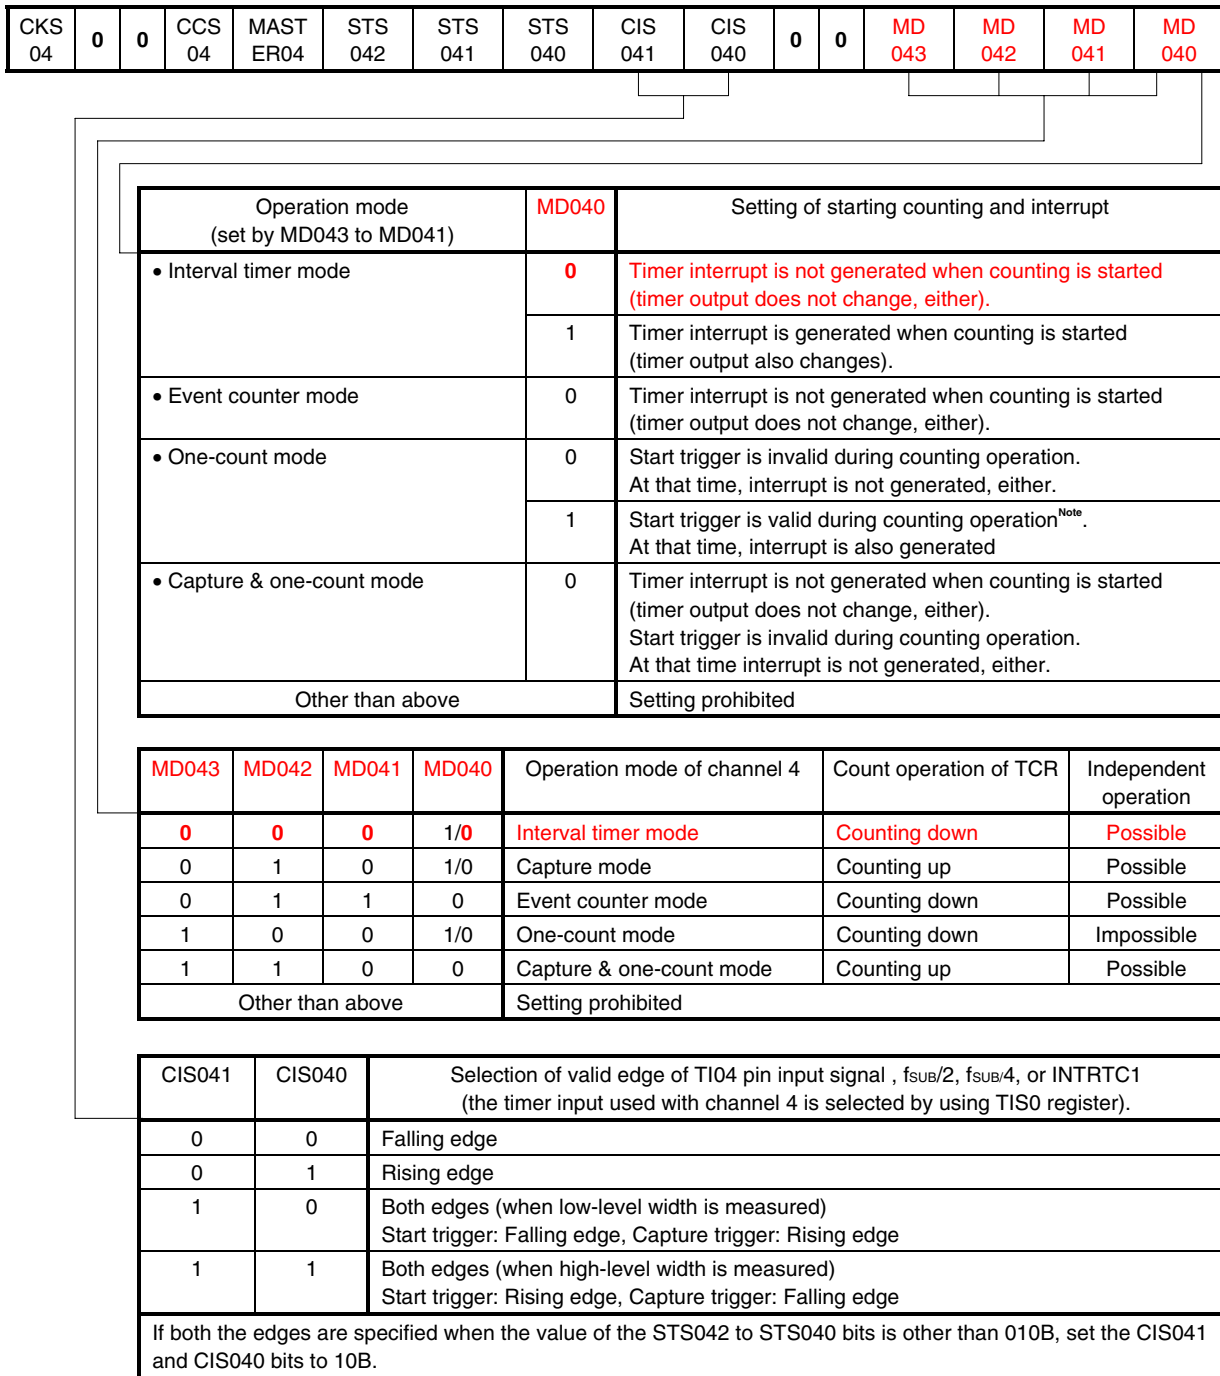 CKS 04 0 0 CCS 04 MAST ER04 STS 042 STS 041 STS 040 CIS 041 CIS 040 0 0 MD 043 MD 042 MD 041 MD 040
Operation mode (set by MD043 to MD041) MD040 Setting of starting counting and interrupt
• Interval timer mode 0 Timer interrupt is not generated when counting is started
(timer output does not change, either).
1 Timer interrupt is generated when counting is started
(timer output also changes).
• Event counter mode 0 Timer interrupt is not generated when counting is started
(timer output does not change, either).
• One-count mode 0 Start trigger is invalid during counting operation.
At that time, interrupt is not generated, either.
1 Start trigger is valid during counting operation Note.
At that time, interrupt is also generated
• Capture & one-count mode 0 Timer interrupt is not generated when counting is started
(timer output does not change, either).
Start trigger is invalid during counting operation.
At that time interrupt is not generated, either.
Other than above Setting prohibited
MD043 MD042 MD041 MD040 Operation mode of channel 4 Count operation of TCR Independent operation
0 0 0 1/0 Interval timer mode Counting down Possible
0 1 0 1/0 Capture mode Counting up Possible
0 1 1 0 Event counter mode Counting down Possible
1 0 0 1/0 One-count mode Counting down Impossible
1 1 0 0 Capture & one-count mode Counting up Possible
Other than above Setting prohibited
CIS041 CIS040 Selection of valid edge of TI04 pin input signal , fSUB/2, fSUB/4, or INTRTC1
(the timer input used with channel 4 is selected by using TIS0 register).
0 0 Falling edge
0 1 Rising edge
1 0 Both edges (when low-level width is measured)
Start trigger: Falling edge, Capture trigger: Rising edge
1 1 Both edges (when high-level width is measured)
Start trigger: Rising edge, Capture trigger: Falling edge
If both the edges are specified when the value of the STS042 to STS040 bits is other than 010B, set the CIS041
and CIS040 bits to 10B.